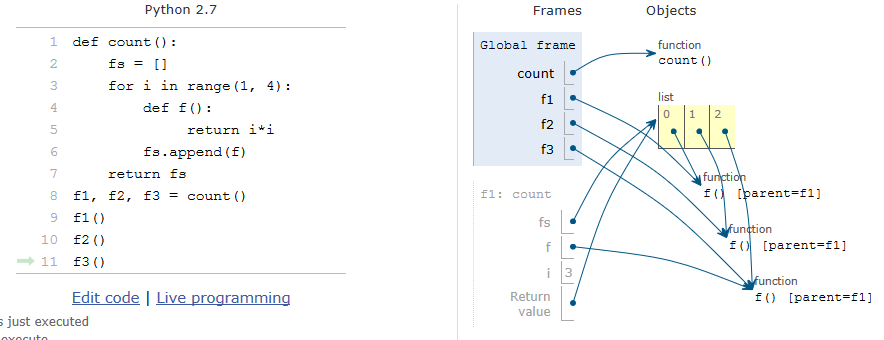 Python 2.7
1 def count():
2     fs = []
3     for i in range(1, 4):
4         def f():
5             return i*i
6         fs.append(f)
7     return fs
8 f1, f2, f3 = count()
9 f1()
10 f2()
11 f3()
Edit code | Live programming
s just executed
execute
Frames Objects
Global frame
count
f1
f2
f3
function
count()
list
0 1 2
function
f() [parent=f1]
function
f() [parent=f1]
function
f() [parent=f1]
f1: count
fs
f
i 3
Return
value